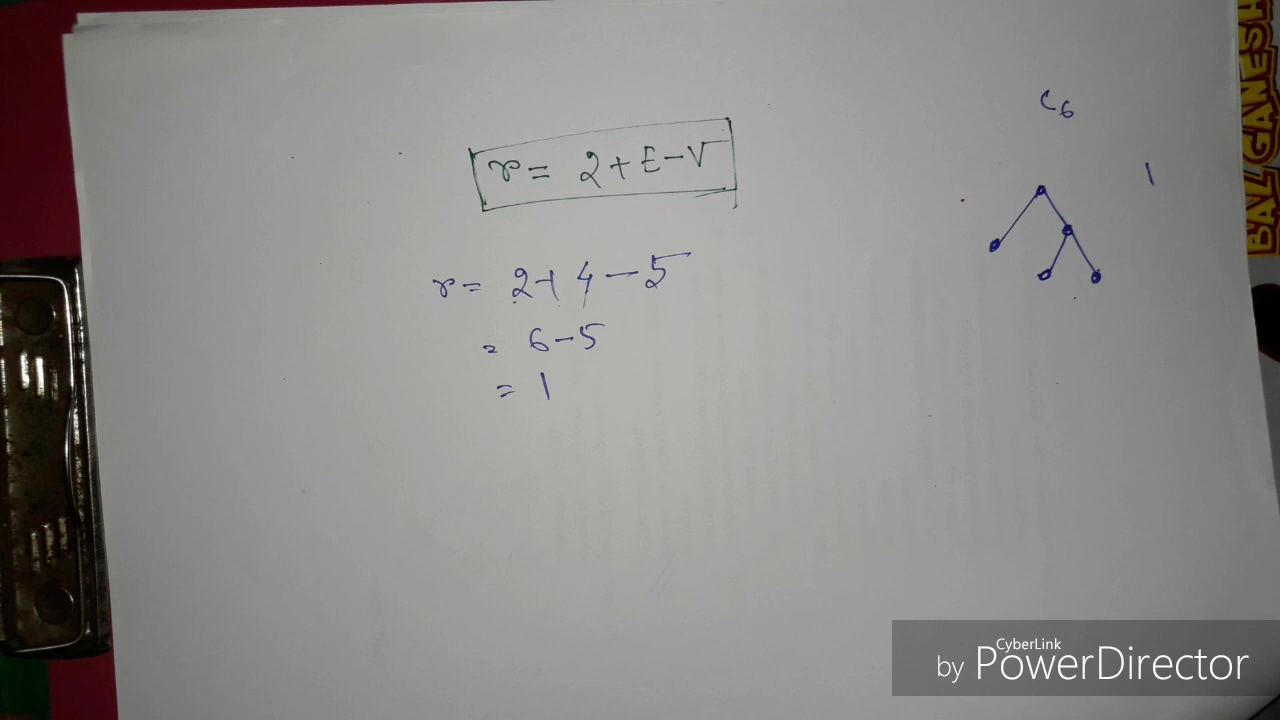 C6
r = 2 + E - V
1
r = 2 + 4 - 5
= 6 - 5
= 1
BAL GANESH
CyberLink
by PowerDirector